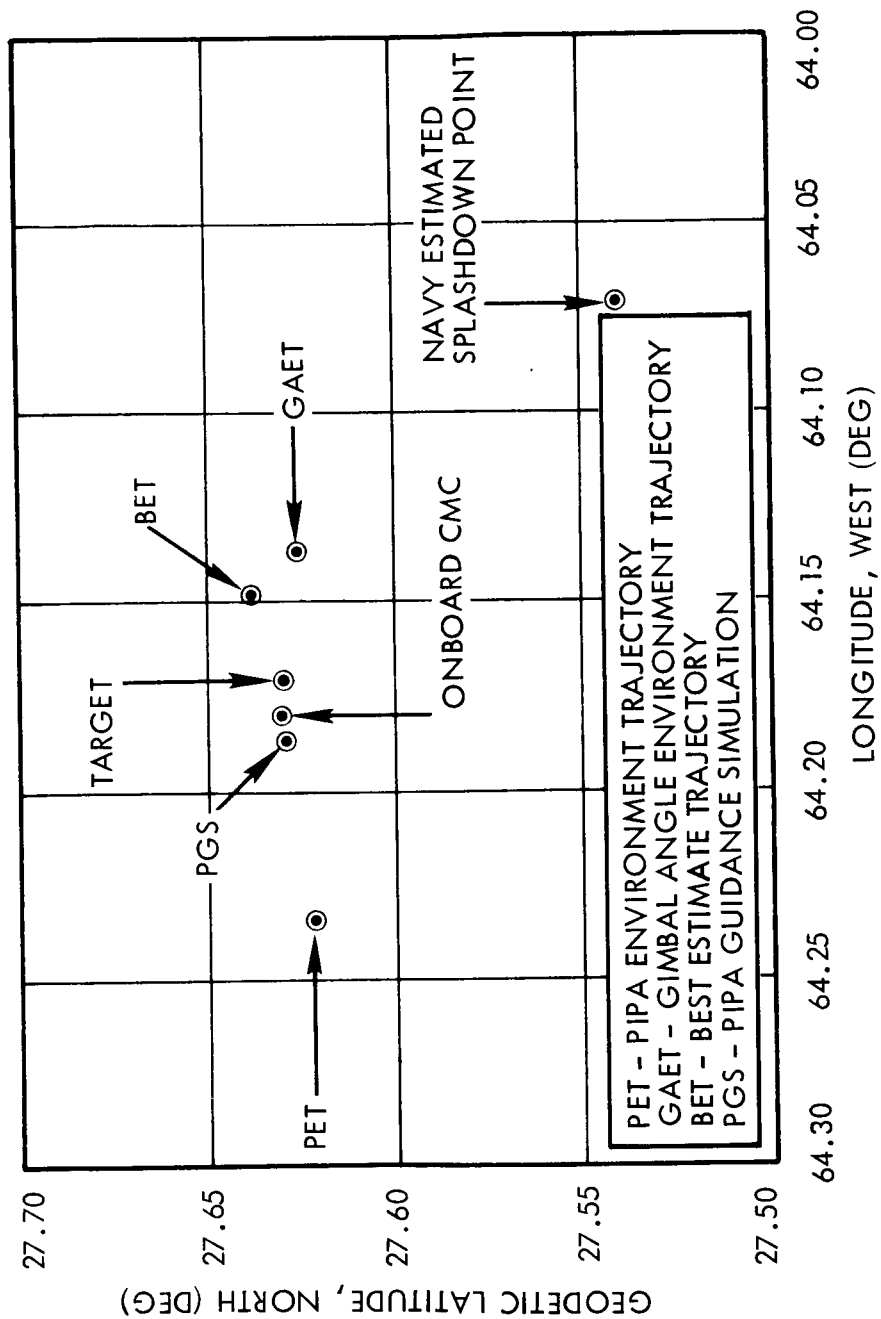 GEODETIC LATITUDE, NORTH (DEG)
27.70
27.65
27.60
27.55
27.50
NAVY ESTIMATED
SPLASHDOWN POINT
GAET
BET
TARGET
ONBOARD CMC
PGS
PET
PET - PIPA ENVIRONMENT TRAJECTORY
GAET - GIMBAL ANGLE ENVIRONMENT TRAJECTORY
BET - BEST ESTIMATE TRAJECTORY
PGS - PIPA GUIDANCE SIMULATION
64.30
64.25
64.20
64.15
64.10
64.05
64.00
LONGITUDE, WEST (DEG)